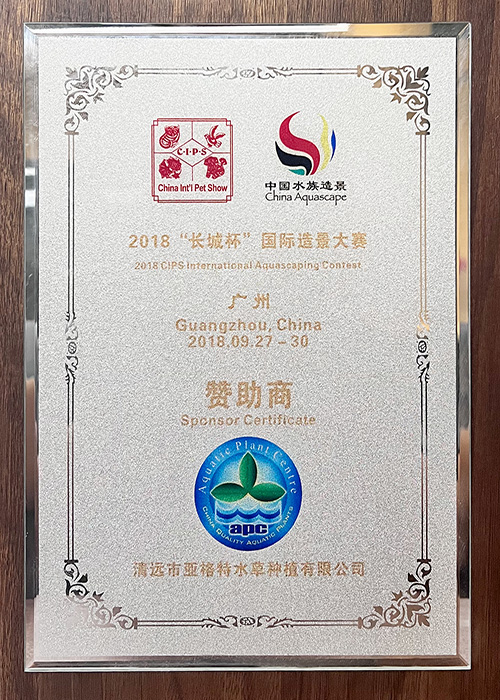 C·I·P·S
China Int'l Pet Show
中国水族造景
China Aquascape
2018 “长城杯” 国际造景大赛
2018 CIPS International Aquascaping Contest
广州
Guangzhou, China
2018.09.27 – 30
赞助商
Sponsor Certificate
Aquatic Plant Centre
apc
China Quality Aquatic Plants
清远市亚格特水草种植有限公司